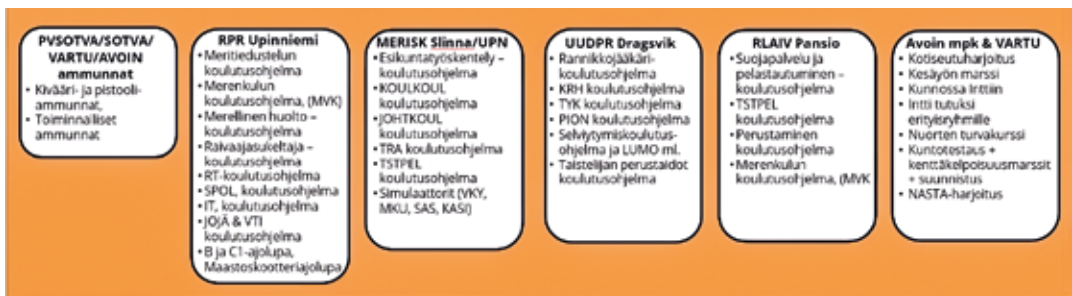 PVSOTVA/SOTVA/
VARTU/AVOIN
ammunnat
• Kivääri- ja pistooli-
ammunnat,
• Toiminnalliset
ammunnat
RPR Upinniemi
• Meritiedustelun
koulutusohjelma
• Merenkulun
koulutusohjelma, (MVK)
• Merellinen huolto –
koulutusohjelma
• Raivaajasukeltaja –
koulutusohjelma
• RT-koulutusohjelma
• SPOL, koulutusohjelma
• IT, koulutusohjelma
• JOJÄ & VTI
koulutusohjelma
• B ja C1-ajolupa,
Maastoskootteriajolupa
MERISK Slinna/UPN
• Esikuntatyöskentely –
koulutusohjelma
• KOULKOUL
koulutusohjelma
• JOHTKOUL
koulutusohjelma
• TRA koulutusohjelma
• TSTPEL
koulutusohjelma
• Simulaattorit (VKY,
MKU, SAS, KASI)
UUDPR Dragsvik
• Rannikkojääkäri-
koulutusohjelma
• KRH koulutusohjelma
• TYK koulutusohjelma
• PION koulutusohjelma
• Selviytymiskoulutus-
ohjelma ja LUMO ml.
• Taistelijan perustaidot
koulutusohjelma
RLAIV Pansio
• Suojapalvelu ja
pelastautuminen –
koulutusohjelma
• TSTPEL
koulutusohjelma
• Perustaminen
koulutusohjelma
• Merenkulun
koulutusohjelma, (MVK
Avoin mpk & VARTU
• Kotiseutuharjoitus
• Kesäyön marssi
• Kunnossa Inttiin
• Intti tutuksi
erityisryhmille
• Nuorten turvakurssi
• Kuntotestaus +
kenttäkelpoisuusmarssit
+ suunnistus
• NASTA-harjoitus